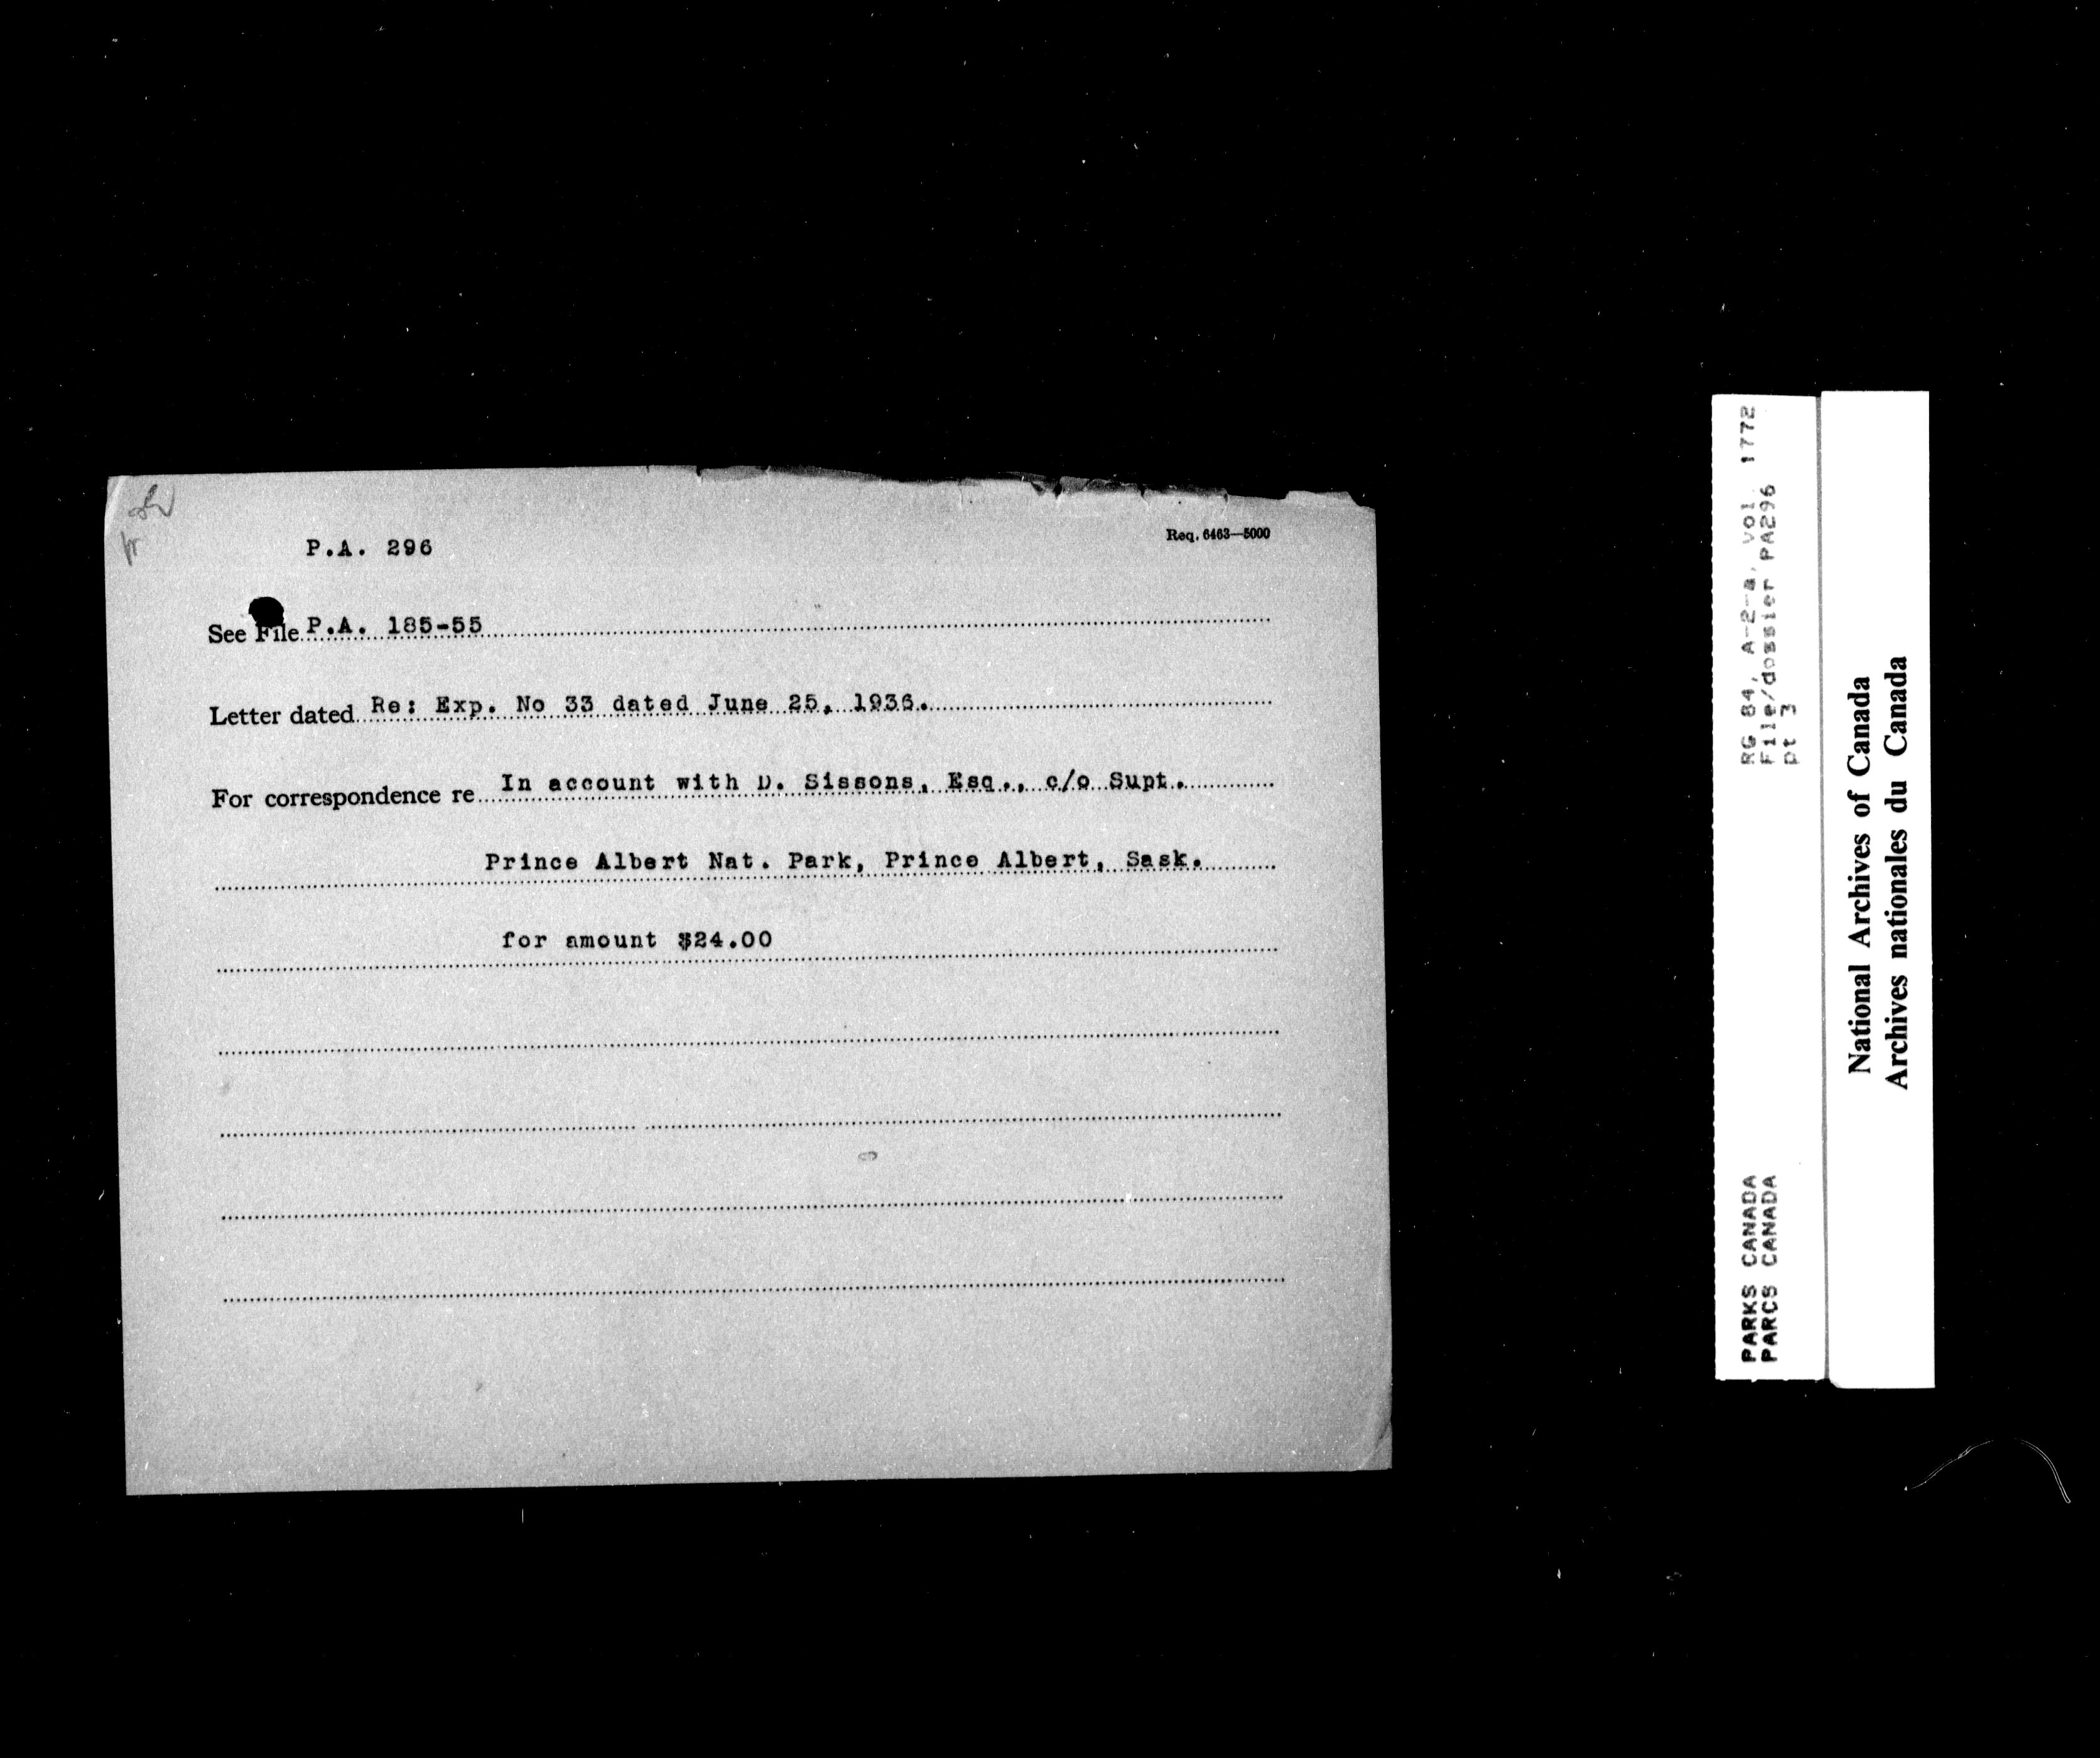 P.A. 296
Req. 6463—5000
See File P.A. 185-55
Letter dated Re: Exp. No 33 dated June 25, 1936.
For correspondence re In account with D. Sissons, Esq., c/o Supt.
Prince Albert Nat. Park, Prince Albert, Sask.
for amount $24.00
RG 84, A-2-a, vol. 1772
File/dossier PA296
pt 3
PARKS CANADA
PARCS CANADA
National Archives of Canada
Archives nationales du Canada